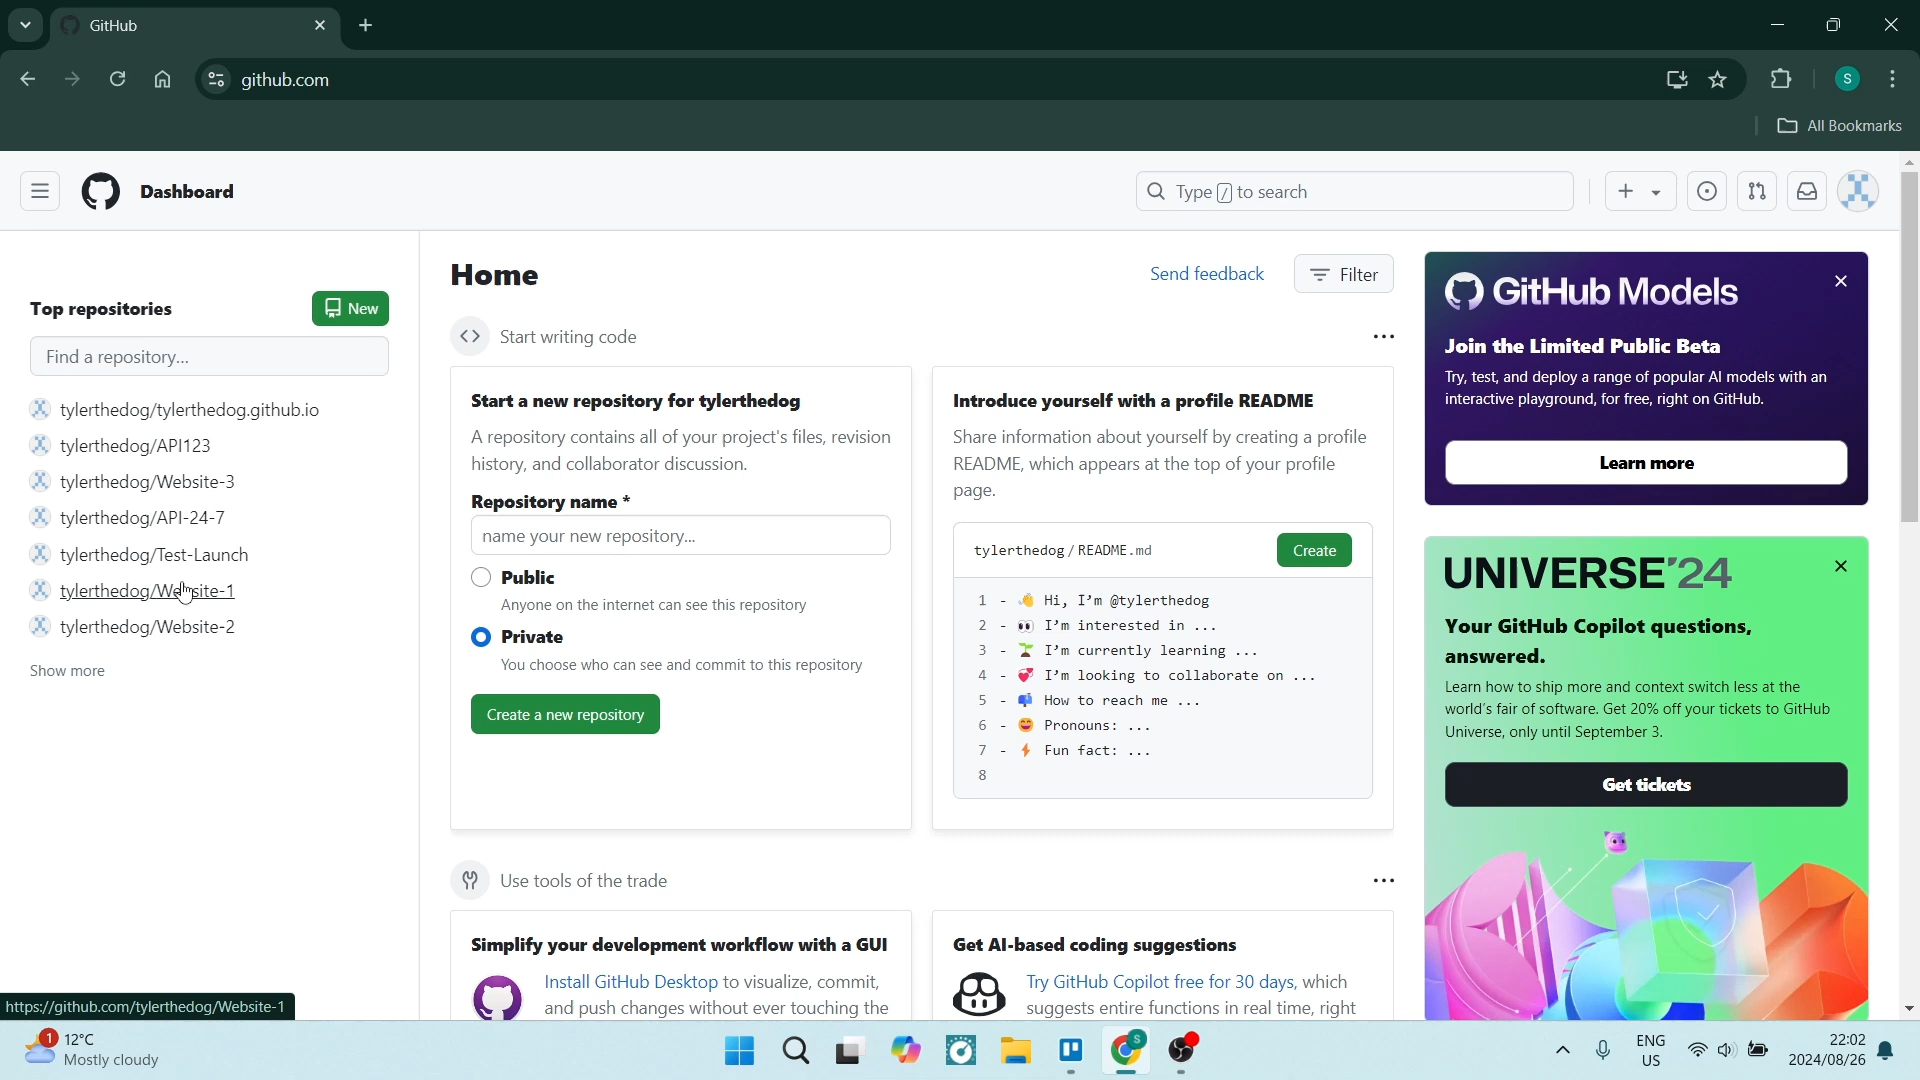 GitHub
github.com
All Bookmarks
Dashboard
Type / to search
Top repositories
New
Find a repository...
tylerthedog/tylerthedog.github.io
tylerthedog/API123
tylerthedog/Website-3
tylerthedog/API-24-7
tylerthedog/Test-Launch
tylerthedog/Website-1
tylerthedog/Website-2
Show more
Home
Send feedback
Filter
Start writing code
Start a new repository for tylerthedog
A repository contains all of your project's files, revision
history, and collaborator discussion.
Repository name *
name your new repository...
Public
Anyone on the internet can see this repository
Private
You choose who can see and commit to this repository
Create a new repository
Introduce yourself with a profile README
Share information about yourself by creating a profile
README, which appears at the top of your profile
page.
tylerthedog / README.md
Create
1 - 👋 Hi, I'm @tylerthedog
2 - 👀 I'm interested in ...
3 - 🌱 I'm currently learning ...
4 - 💞️ I'm looking to collaborate on ...
5 - 📫 How to reach me ...
6 - 😄 Pronouns: ...
7 - ⚡ Fun fact: ...
8
Use tools of the trade
Simplify your development workflow with a GUI
Install GitHub Desktop to visualize, commit,
and push changes without ever touching the
Get AI-based coding suggestions
Try GitHub Copilot free for 30 days, which
suggests entire functions in real time, right
GitHub Models
Join the Limited Public Beta
Try, test, and deploy a range of popular AI models with an
interactive playground, for free, right on GitHub.
Learn more
UNIVERSE'24
Your GitHub Copilot questions,
answered.
Learn how to ship more and context switch less at the
world's fair of software. Get 20% off your tickets to GitHub
Universe, only until September 3.
Get tickets
https://github.com/tylerthedog/Website-1
1
12°C
Mostly cloudy
S
S
ENG
US
22:02
2024/08/26